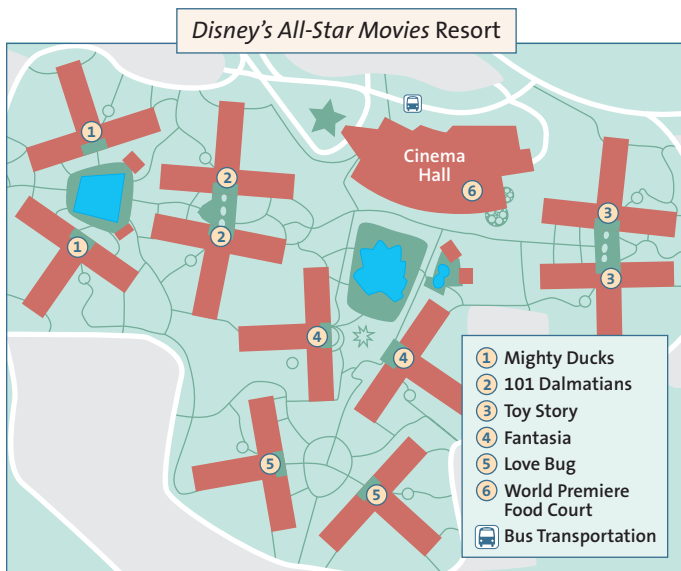 Disney's All-Star Movies Resort
Cinema
Hall
6
1
2
3
2
1
3
4
4
5
5
1 Mighty Ducks
2 101 Dalmatians
3 Toy Story
4 Fantasia
5 Love Bug
6 World Premiere
Food Court
Bus Transportation